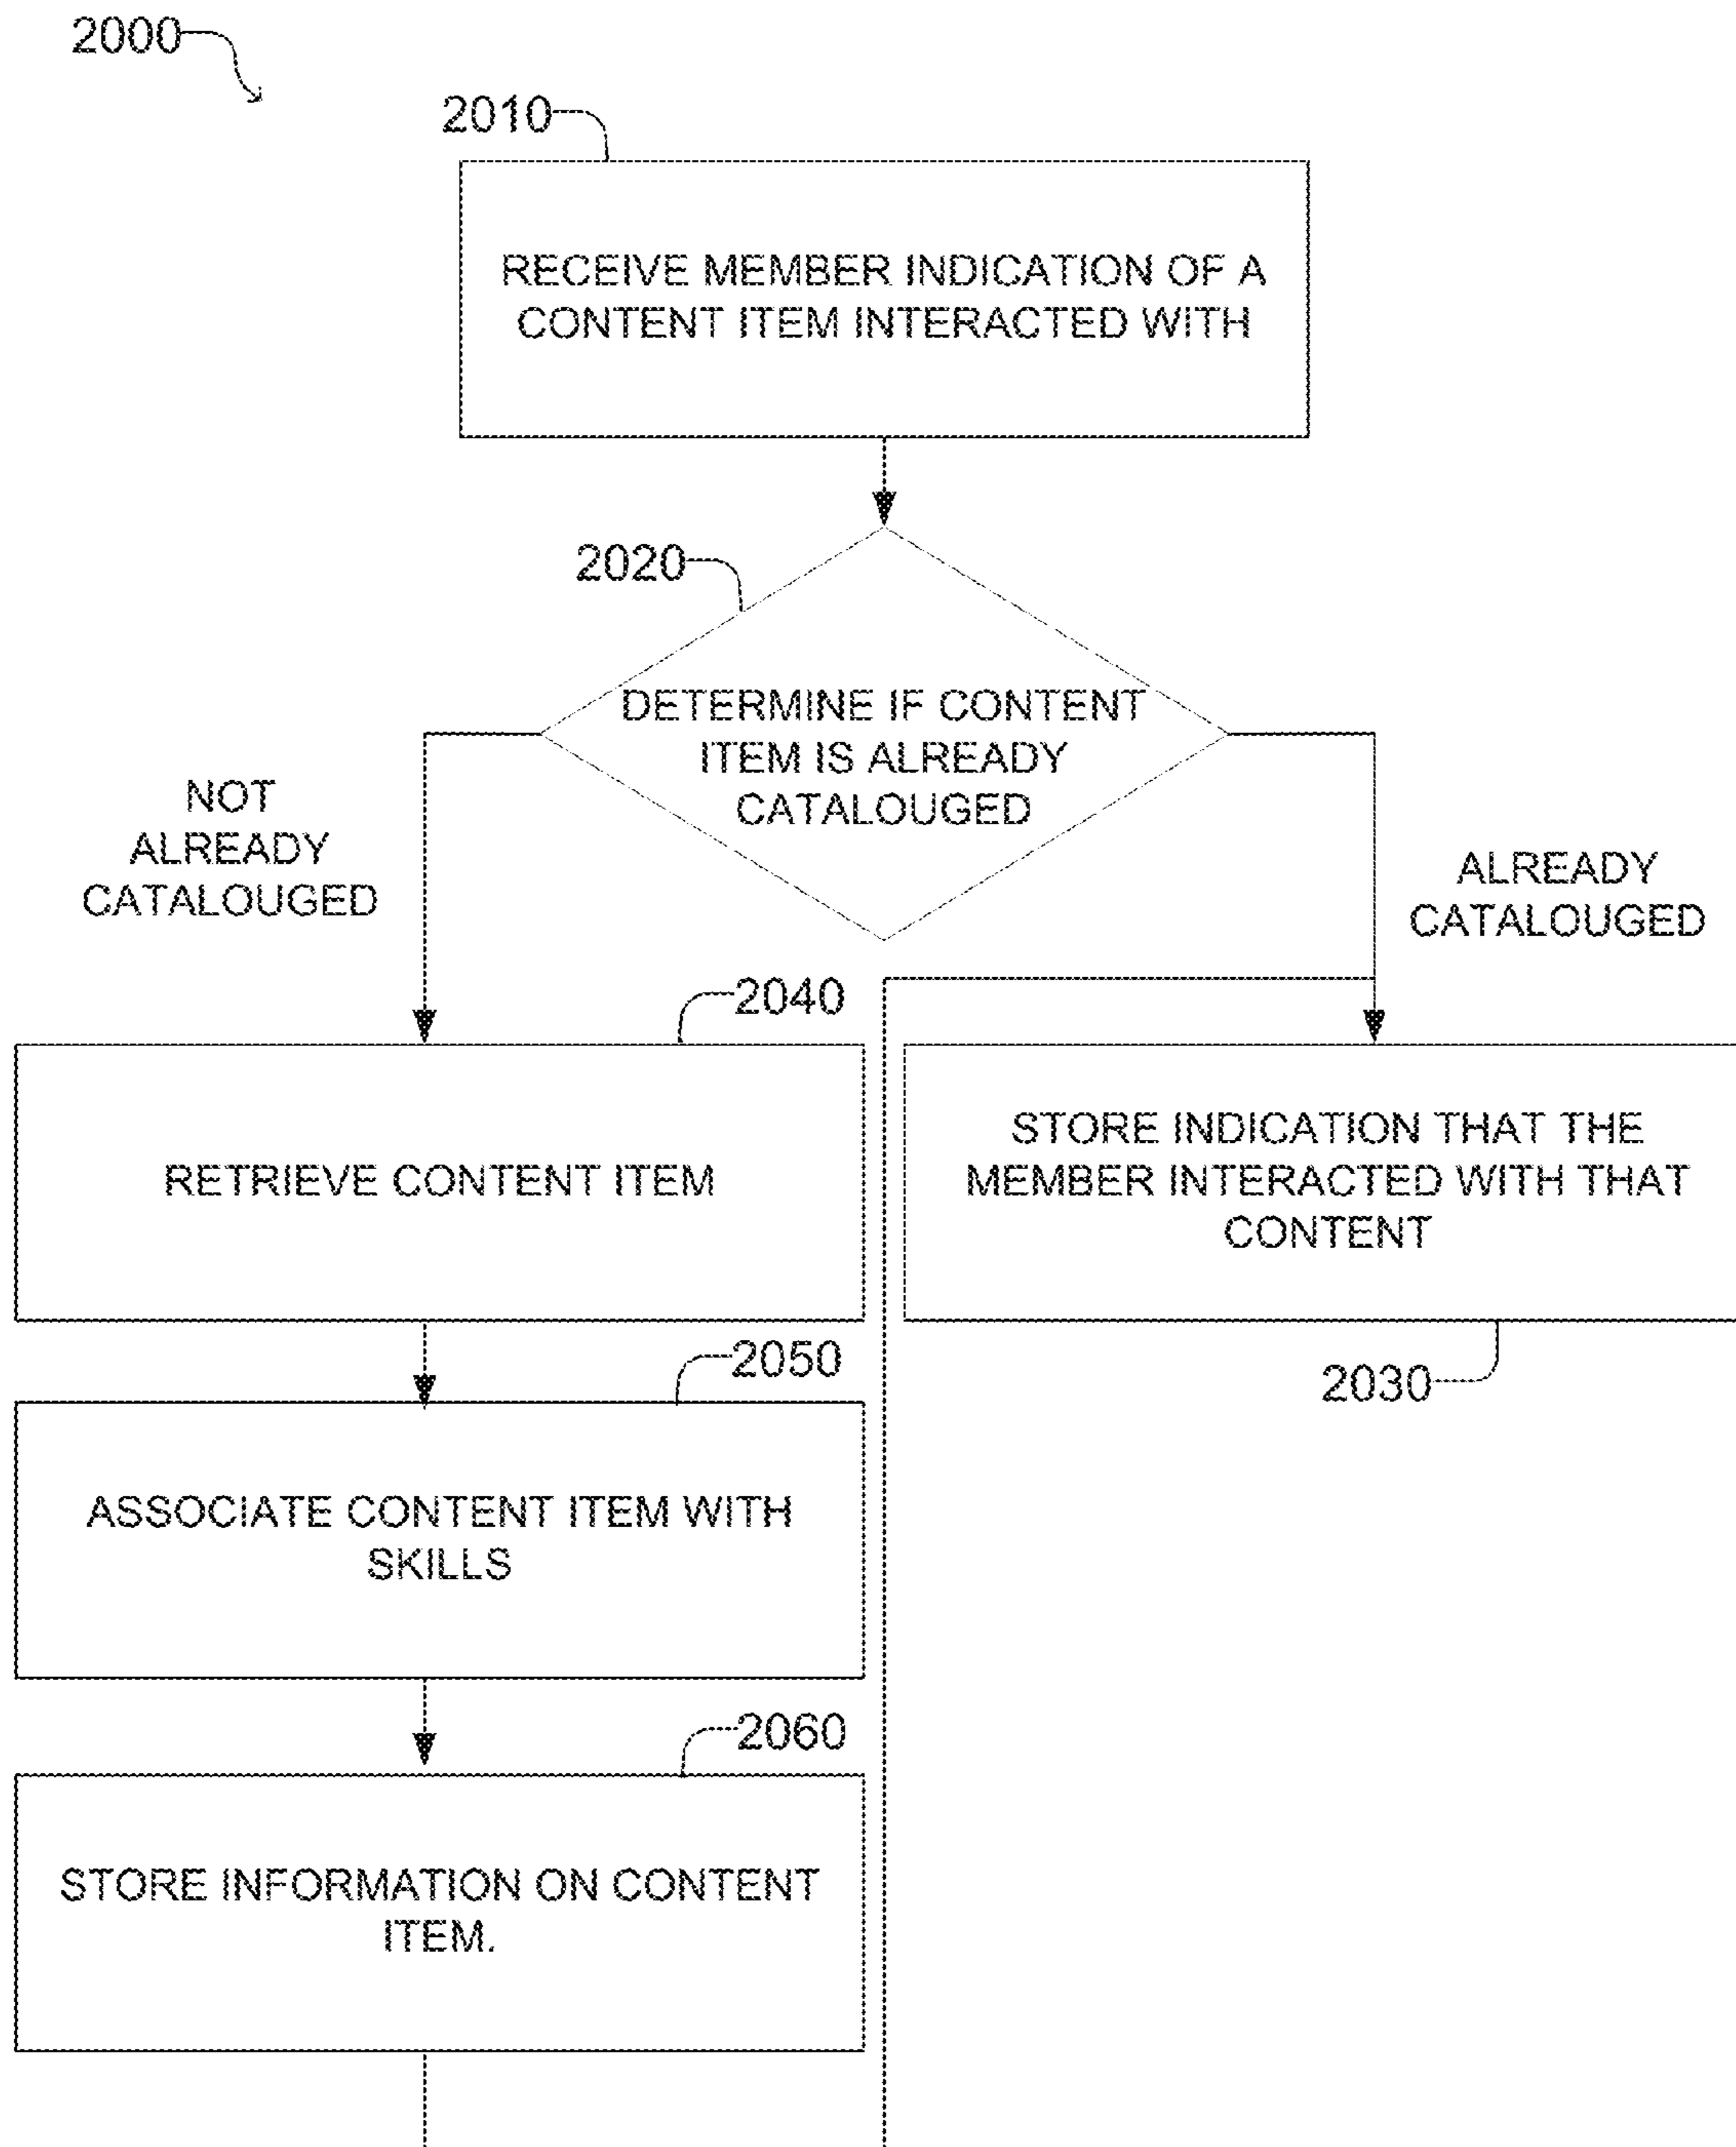 2000
2010
RECEIVE MEMBER INDICATION OF A
CONTENT ITEM INTERACTED WITH
2020
DETERMINE IF CONTENT
ITEM IS ALREADY
CATALOUGED
NOT
ALREADY
CATALOUGED
ALREADY
CATALOUGED
2040
RETRIEVE CONTENT ITEM
STORE INDICATION THAT THE
MEMBER INTERACTED WITH THAT
CONTENT
2030
2050
ASSOCIATE CONTENT ITEM WITH
SKILLS
2060
STORE INFORMATION ON CONTENT
ITEM.